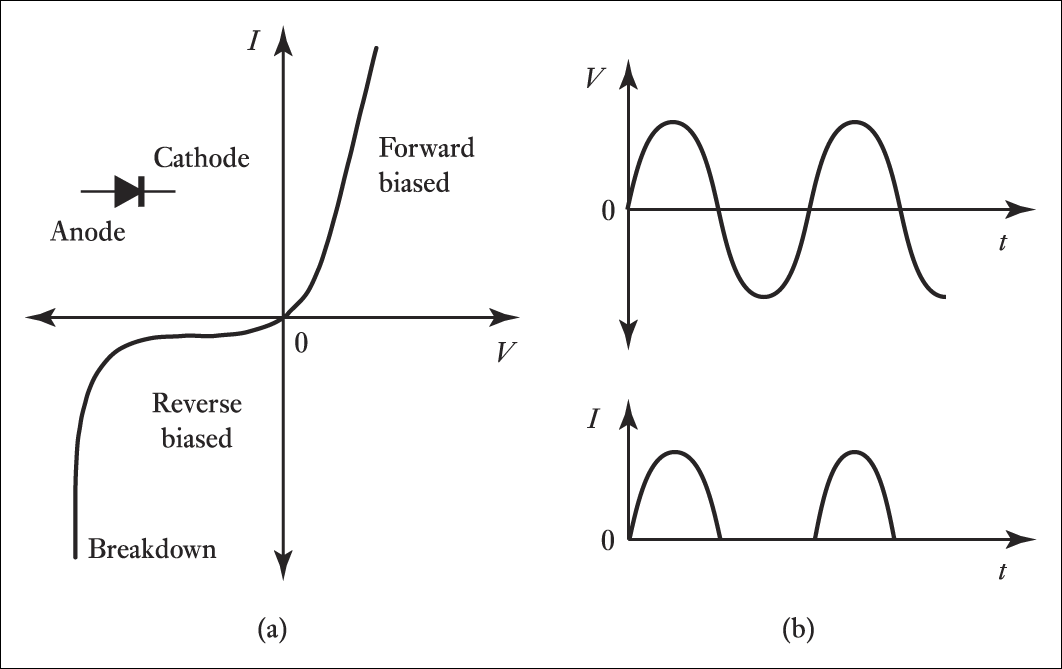 I
Cathode
Anode
Forward
biased
0
V
Reverse
biased
Breakdown
(a)
V
0
t
I
0
t
(b)